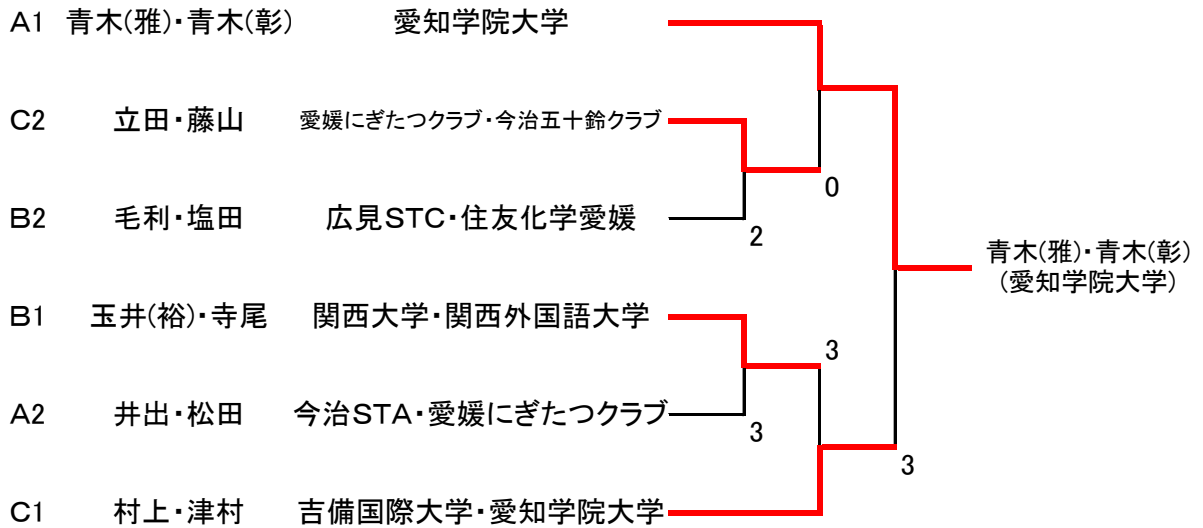 A1 青木(雅)・青木(彰) 愛知学院大学
C2 立田・藤山 愛媛にぎたつクラブ・今治五十鈴クラブ
0
B2 毛利・塩田 広見STC・住友化学愛媛
2
青木(雅)・青木(彰)
(愛知学院大学)
B1 玉井(裕)・寺尾 関西大学・関西外国語大学
3
A2 井出・松田 今治STA・愛媛にぎたつクラブ
3
3
C1 村上・津村 吉備国際大学・愛知学院大学